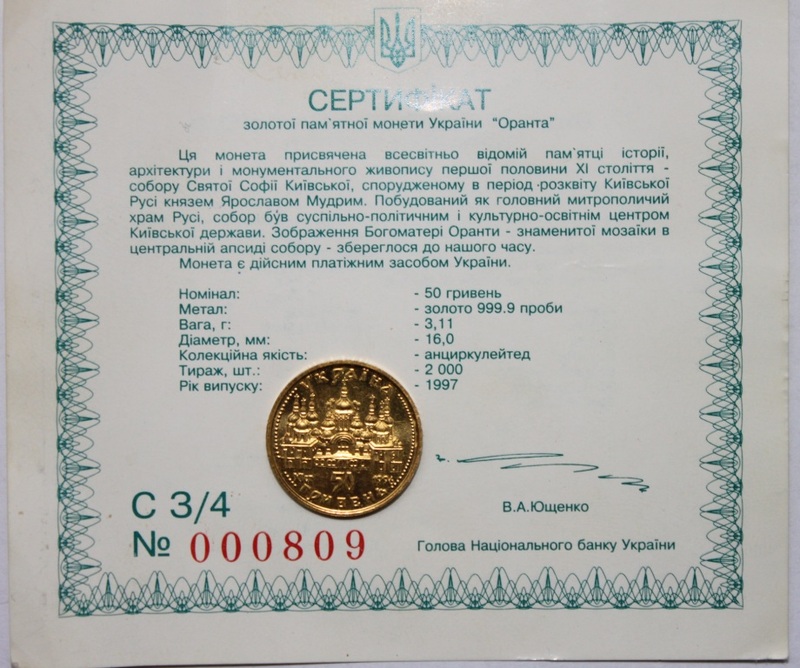 СЕРТИФІКАТ
золотої пам`ятної монети України "Оранта"
Ця монета присвячена всесвітньо відомій пам`ятці історії,
архітектури і монументального живопису першої половини XI століття -
собору Святої Софії Київської, спорудженому в період розквіту Київської
Русі князем Ярославом Мудрим. Побудований як головний митрополичий
храм Русі, собор був суспільно-політичним і культурно-освітнім центром
Київської держави. Зображення Богоматері Оранти - знаменитої мозаїки в
центральній апсиді собору - збереглося до нашого часу.
Монета є дійсним платіжним засобом України.
Номінал: - 50 гривень
Метал: - золото 999.9 проби
Вага, г: - 3,11
Діаметр, мм: - 16,0
Колекційна якість: - анциркулейтед
Тираж, шт.: - 2 000
Рік випуску: - 1997
УКРАЇНА
50
ГРИВЕНЬ
С 3/4
№ 000809
В.А.Ющенко
Голова Національного банку України